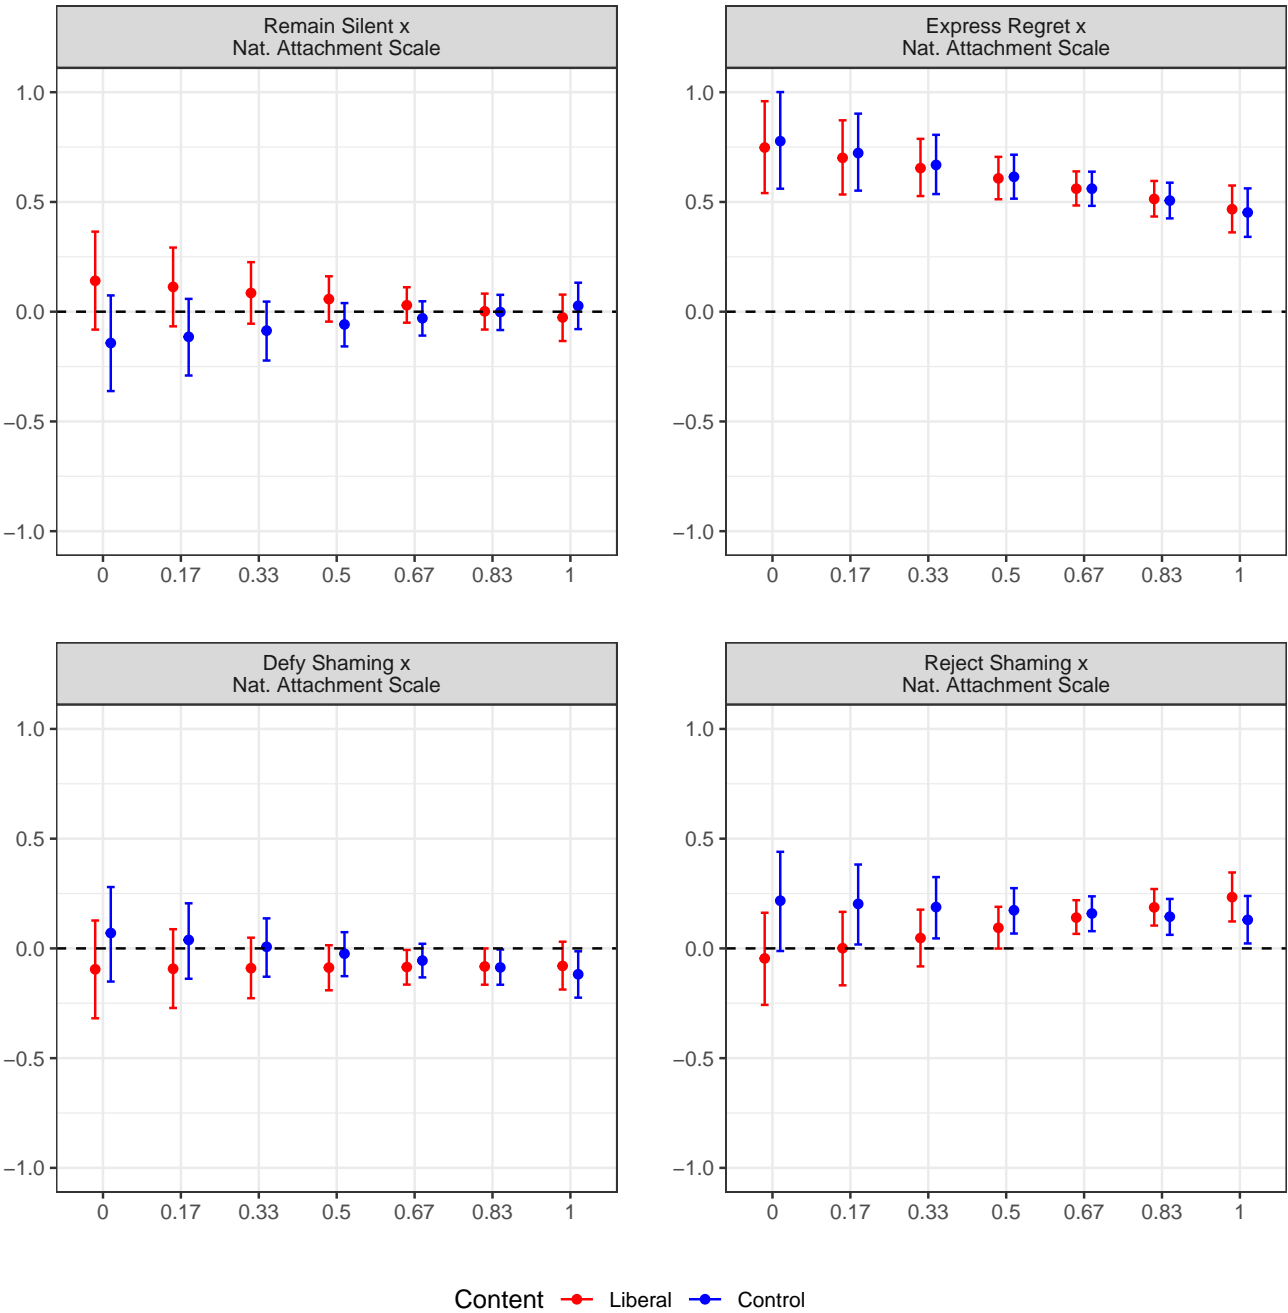 Remain Silent x
Nat. Attachment Scale
Express Regret x
Nat. Attachment Scale
1.0
0.5
0.0
−0.5
−1.0
0 0.17 0.33 0.5 0.67 0.83 1
1.0
0.5
0.0
−0.5
−1.0
0 0.17 0.33 0.5 0.67 0.83 1
Defy Shaming x
Nat. Attachment Scale
Reject Shaming x
Nat. Attachment Scale
1.0
0.5
0.0
−0.5
−1.0
0 0.17 0.33 0.5 0.67 0.83 1
1.0
0.5
0.0
−0.5
−1.0
0 0.17 0.33 0.5 0.67 0.83 1
Content Liberal Control